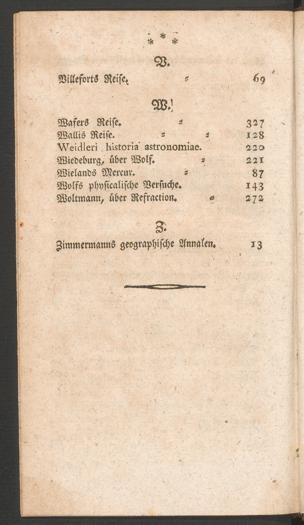 * * *
V.
Villeforts Reise. = 69
W.
Wafers Reise. = 327
Wallis Reise. = = 128
Weidleri historia astronomiae. 220
Wiedeburg, über Wolf. = 221
Wielands Mercur. = 87
Wolfs physicalische Versuche. 143
Woltmann, über Refraction. = 272
Z.
Zimmermanns geographische Annalen. 13